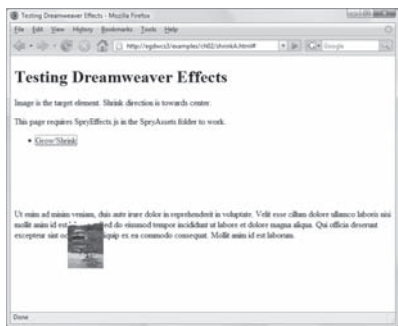 Testing Dreamweaver Effects - Mozilla Firefox
File Edit View History Bookmarks Tools Help
http://egdwcs3/examples/ch02/shrinkA.html#
Google
Testing Dreamweaver Effects
Image is the target element. Shrink direction is towards center.
This page requires SpryEffects.js in the SpryAssets folder to work.
• Grow/Shrink
Ut enim ad minim veniam, duis aute irure dolor in reprehenderit in voluptate. Velit esse cillum dolore ullamco laboris nisi
mollit anim id est ed do eiusmod tempor incididunt ut labore et dolore magna aliqua. Qui officia deserunt
excepteur sint oc iquip ex ea commodo consequat. Mollit anim id est laborum.
Done